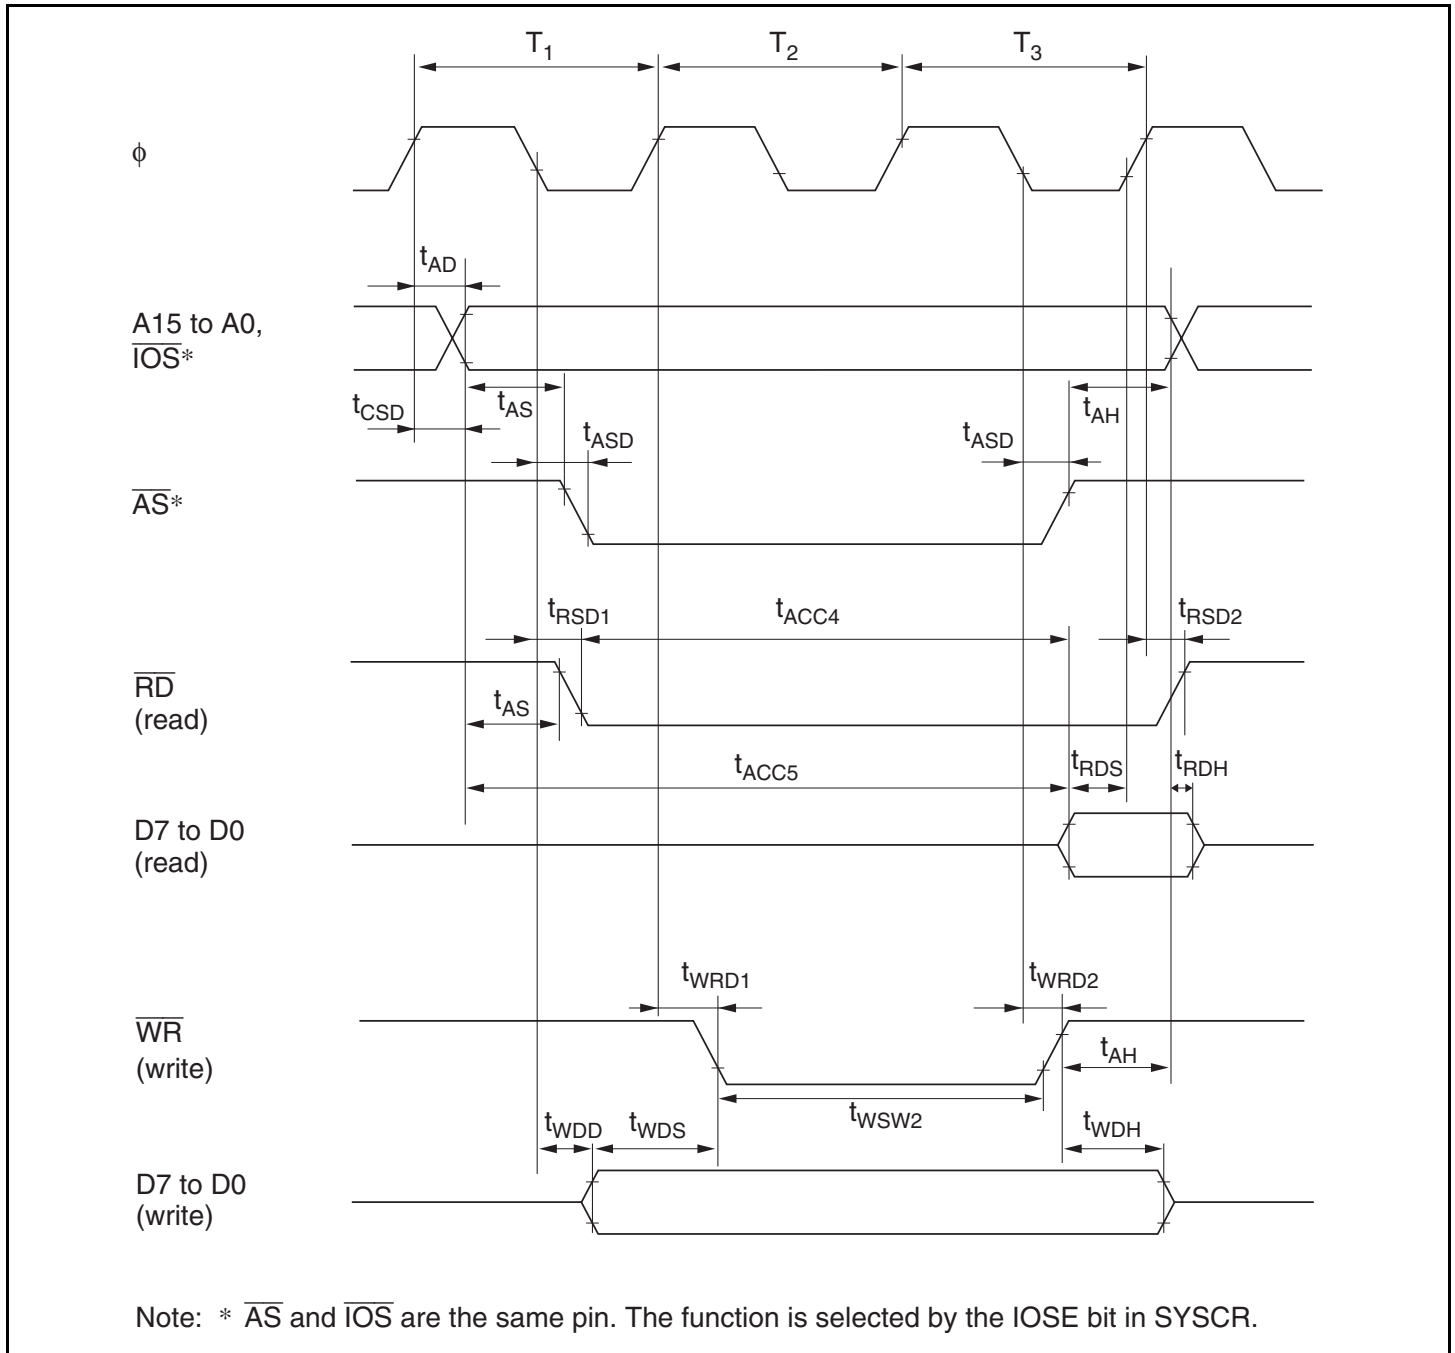 T1 T2 T3
ϕ
tAD
A15 to A0,
IOS*
tCSD tAS tAH
tASD tASD
AS*
tRSD1 tACC4 tRSD2
RD
(read)
tAS
tACC5 tRDS tRDH
D7 to D0
(read)
tWRD1 tWRD2
WR
(write)
tAH
tWSW2
tWDD tWDS tWDH
D7 to D0
(write)
Note: * AS and IOS are the same pin. The function is selected by the IOSE bit in SYSCR.